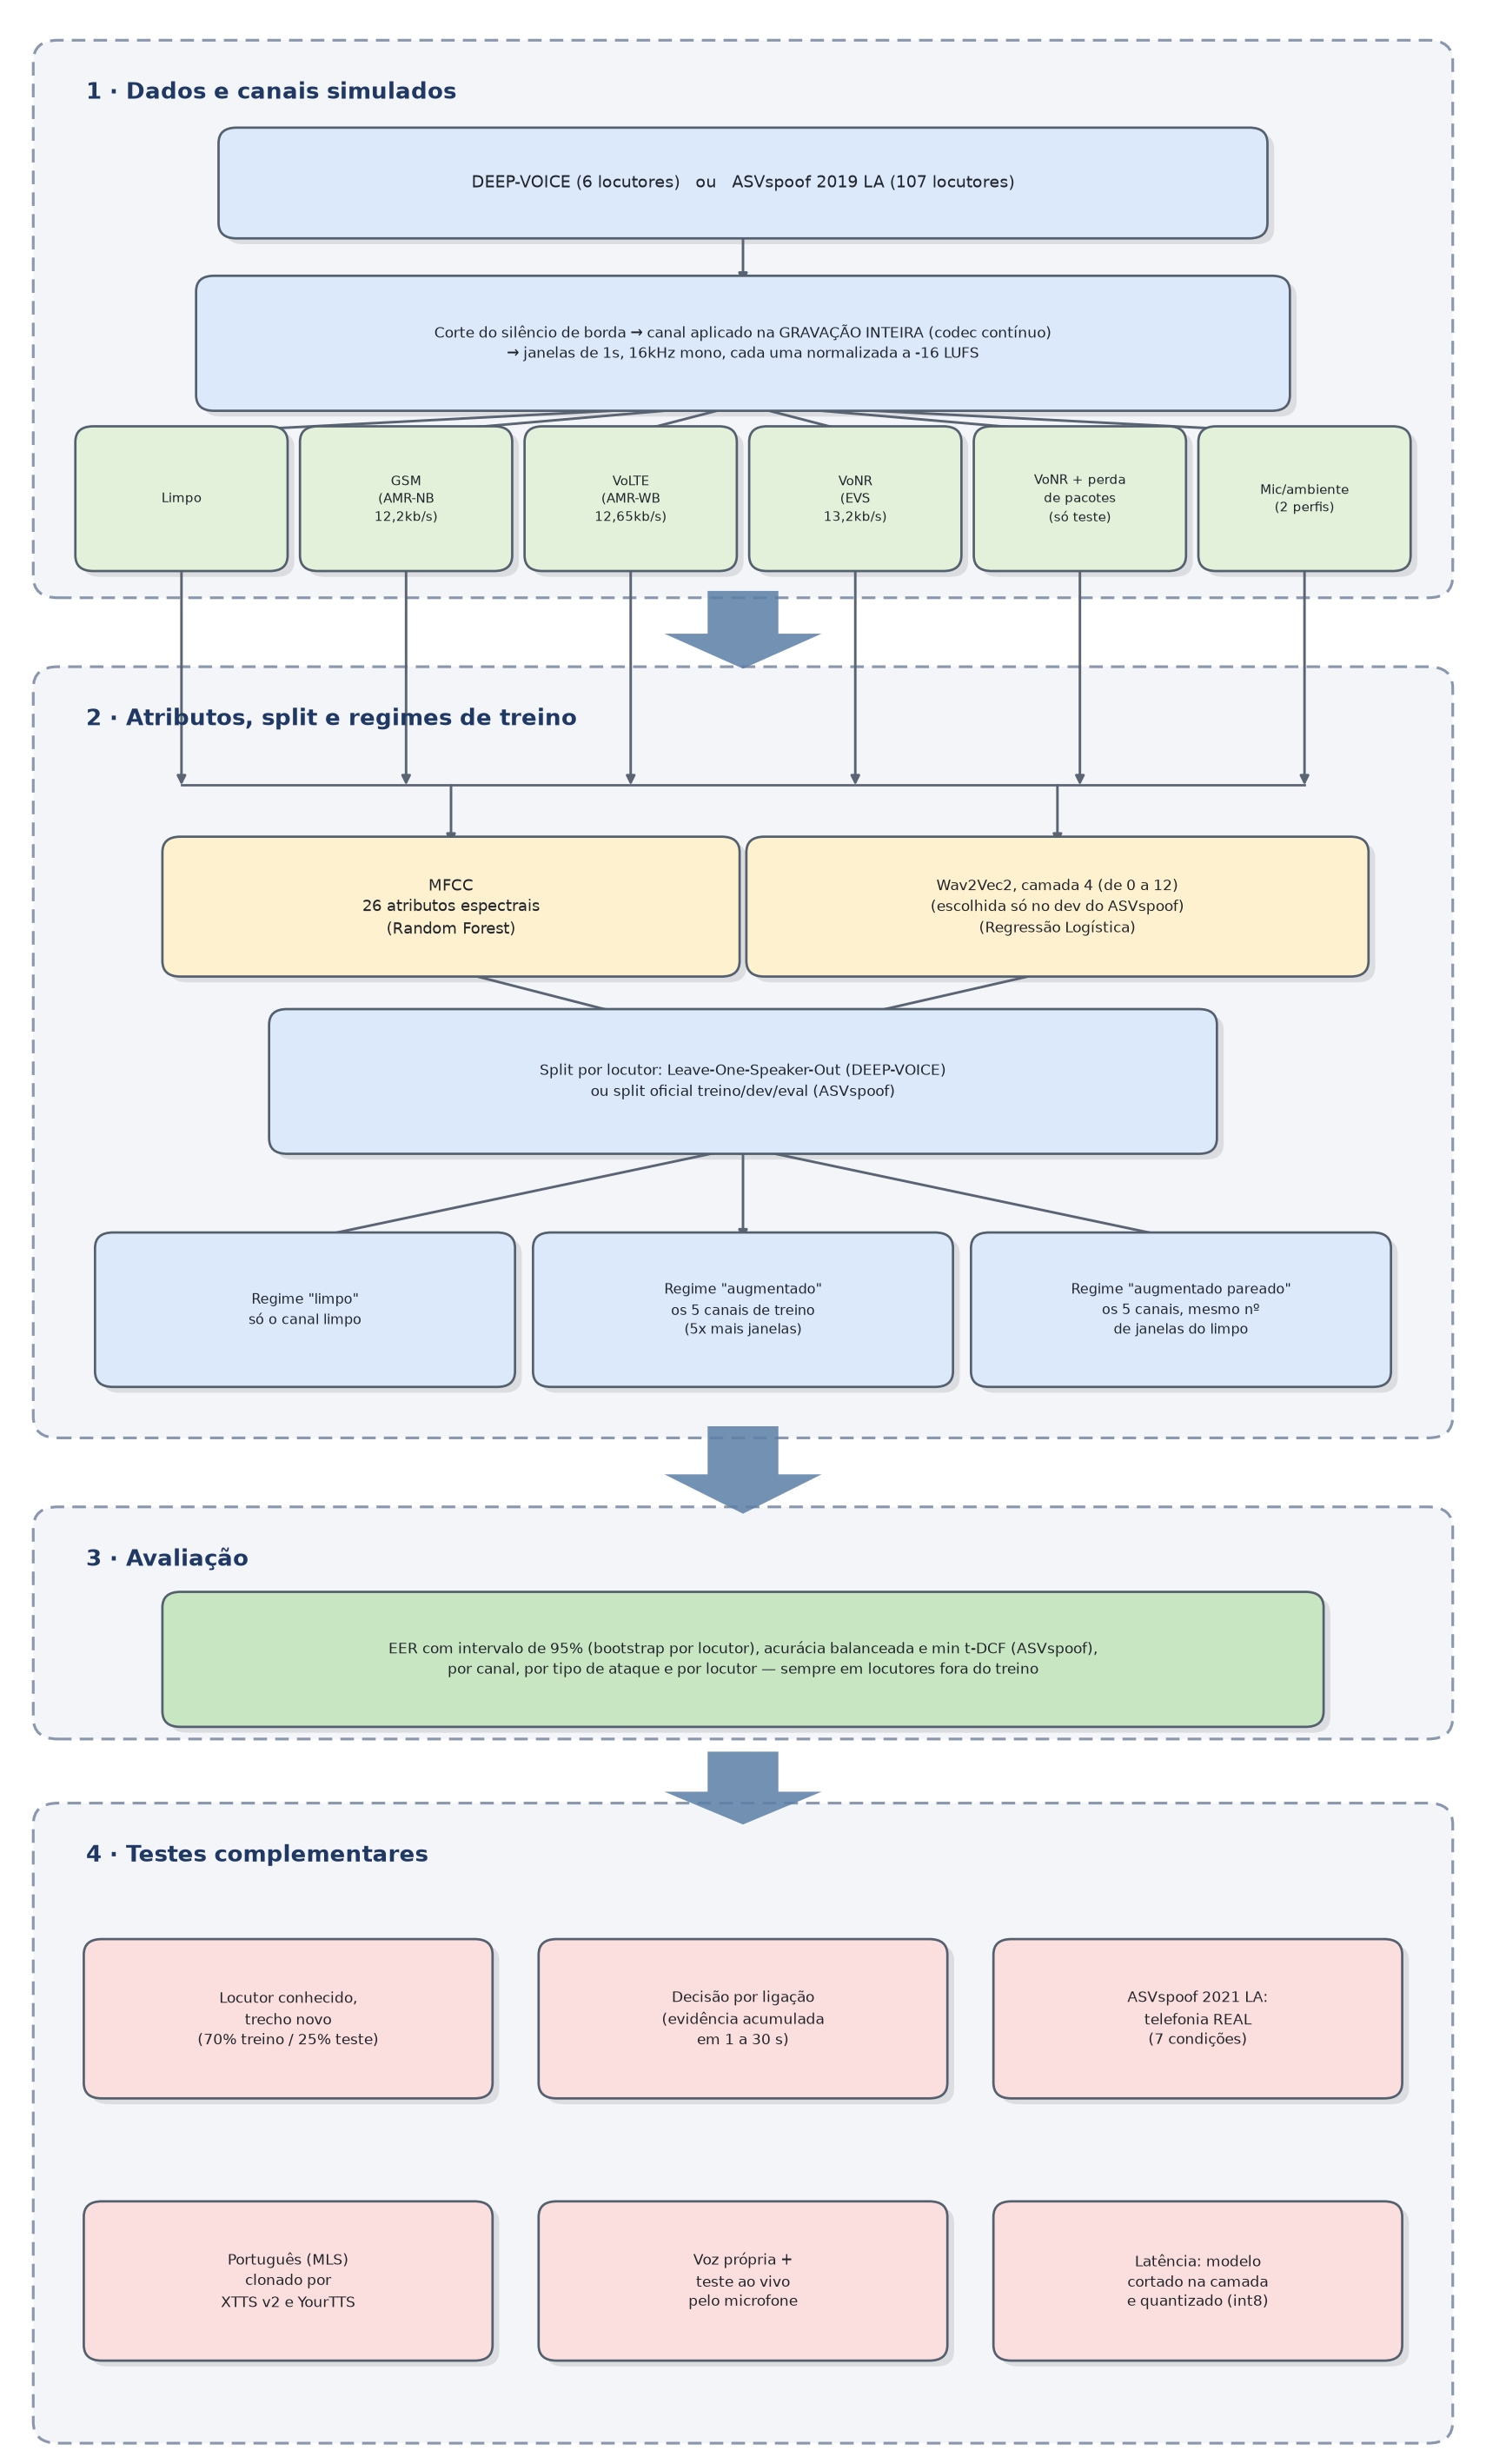 1 · Dados e canais simulados
DEEP-VOICE (6 locutores)   ou   ASVspoof 2019 LA (107 locutores)
Corte do silêncio de borda → canal aplicado na GRAVAÇÃO INTEIRA (codec contínuo)
→ janelas de 1s, 16kHz mono, cada uma normalizada a -16 LUFS
Limpo
GSM
(AMR-NB
12,2kb/s)
VoLTE
(AMR-WB
12,65kb/s)
VoNR
(EVS
13,2kb/s)
VoNR + perda
de pacotes
(só teste)
Mic/ambiente
(2 perfis)
2 · Atributos, split e regimes de treino
MFCC
26 atributos espectrais
(Random Forest)
Wav2Vec2, camada 4 (de 0 a 12)
(escolhida só no dev do ASVspoof)
(Regressão Logística)
Split por locutor: Leave-One-Speaker-Out (DEEP-VOICE)
ou split oficial treino/dev/eval (ASVspoof)
Regime "limpo"
só o canal limpo
Regime "augmentado"
os 5 canais de treino
(5x mais janelas)
Regime "augmentado pareado"
os 5 canais, mesmo nº
de janelas do limpo
3 · Avaliação
EER com intervalo de 95% (bootstrap por locutor), acurácia balanceada e min t-DCF (ASVspoof),
por canal, por tipo de ataque e por locutor — sempre em locutores fora do treino
4 · Testes complementares
Locutor conhecido,
trecho novo
(70% treino / 25% teste)
Decisão por ligação
(evidência acumulada
em 1 a 30 s)
ASVspoof 2021 LA:
telefonia REAL
(7 condições)
Português (MLS)
clonado por
XTTS v2 e YourTTS
Voz própria +
teste ao vivo
pelo microfone
Latência: modelo
cortado na camada
e quantizado (int8)